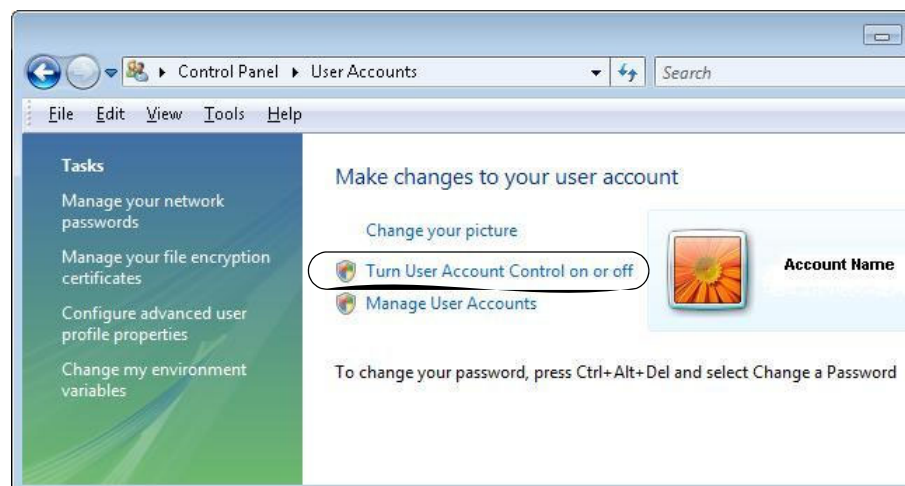 Control Panel User Accounts
Search
File Edit View Tools Help
Tasks
Manage your network
passwords
Manage your file encryption
certificates
Configure advanced user
profile properties
Change my environment
variables
Make changes to your user account
Change your picture
Turn User Account Control on or off
Manage User Accounts
Account Name
To change your password, press Ctrl+Alt+Del and select Change a Password